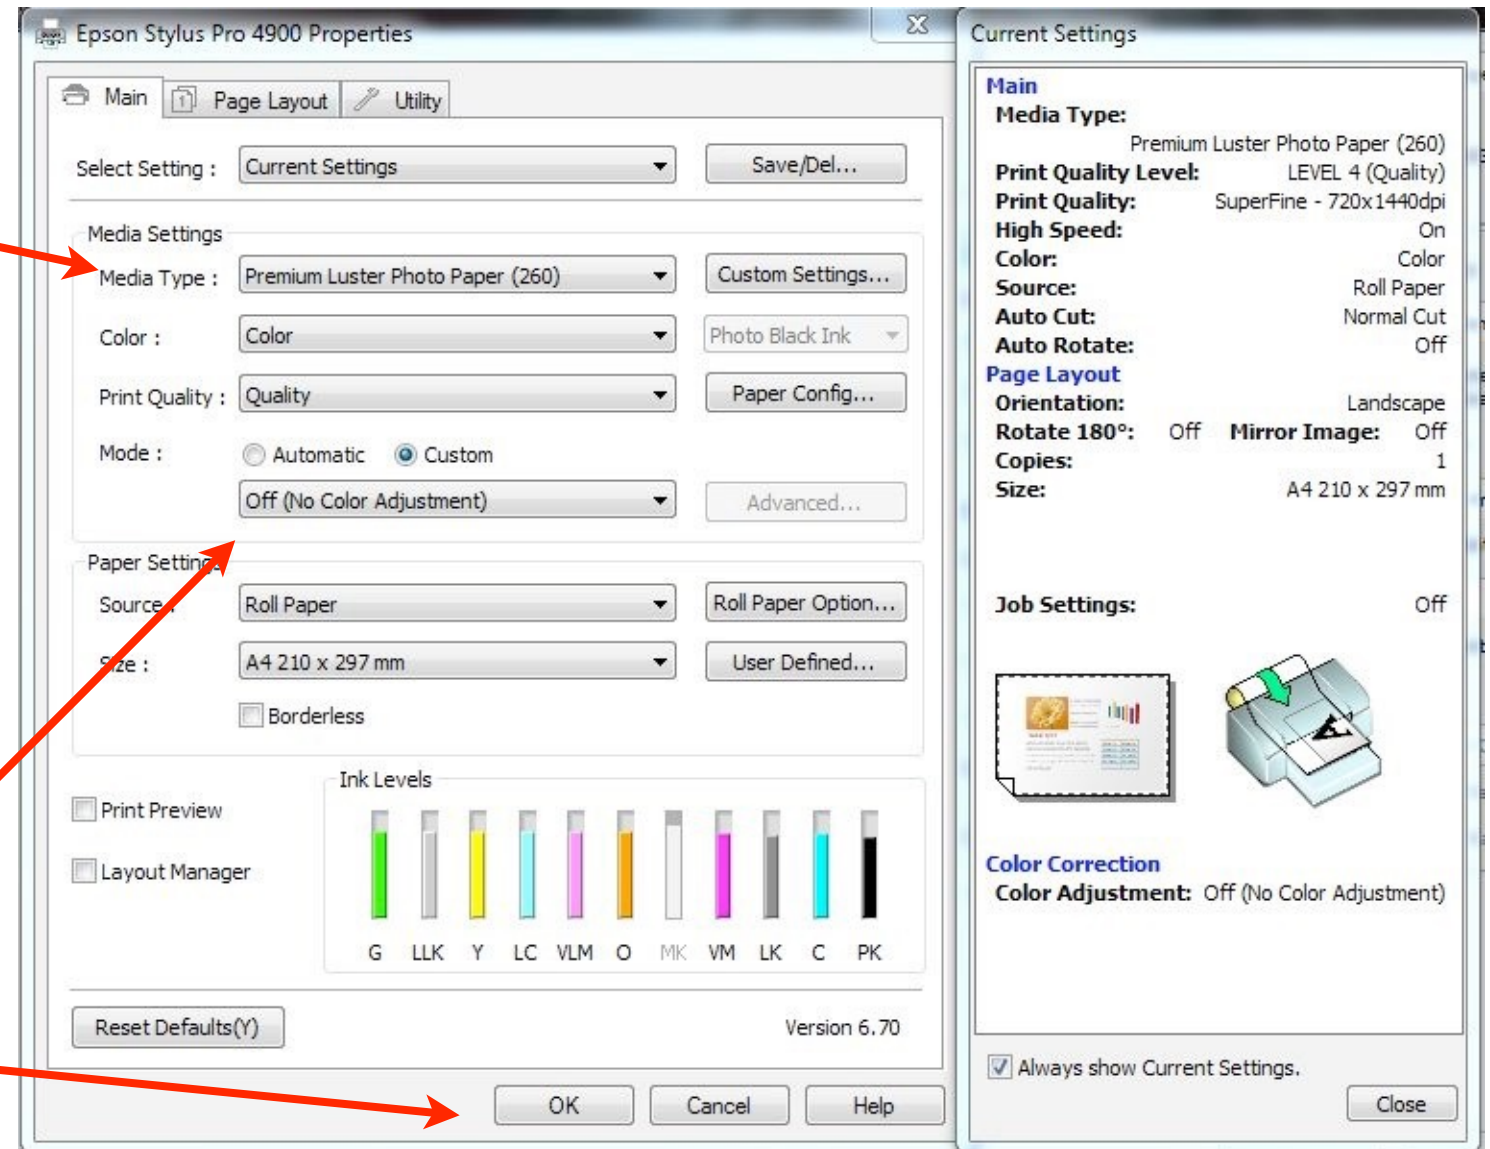 Epson Stylus Pro 4900 Properties
Main Page Layout Utility
Select Setting : Current Settings Save/Del...
Media Settings
Media Type : Premium Luster Photo Paper (260) Custom Settings...
Color : Color Photo Black Ink
Print Quality : Quality Paper Config...
Mode : Automatic Custom
Off (No Color Adjustment) Advanced...
Paper Settings
Source : Roll Paper Roll Paper Option...
Size : A4 210 x 297 mm User Defined...
Borderless
Print Preview
Layout Manager
Ink Levels
G LLK Y LC VLM O MK VM LK C PK
Reset Defaults(Y) Version 6.70
OK Cancel Help
Current Settings
Main
Media Type:
Premium Luster Photo Paper (260)
Print Quality Level: LEVEL 4 (Quality)
Print Quality: SuperFine - 720x1440dpi
High Speed: On
Color: Color
Source: Roll Paper
Auto Cut: Normal Cut
Auto Rotate: Off
Page Layout
Orientation: Landscape
Rotate 180°: Off Mirror Image: Off
Copies: 1
Size: A4 210 x 297 mm
Job Settings: Off
A
Color Correction
Color Adjustment: Off (No Color Adjustment)
Always show Current Settings.
Close